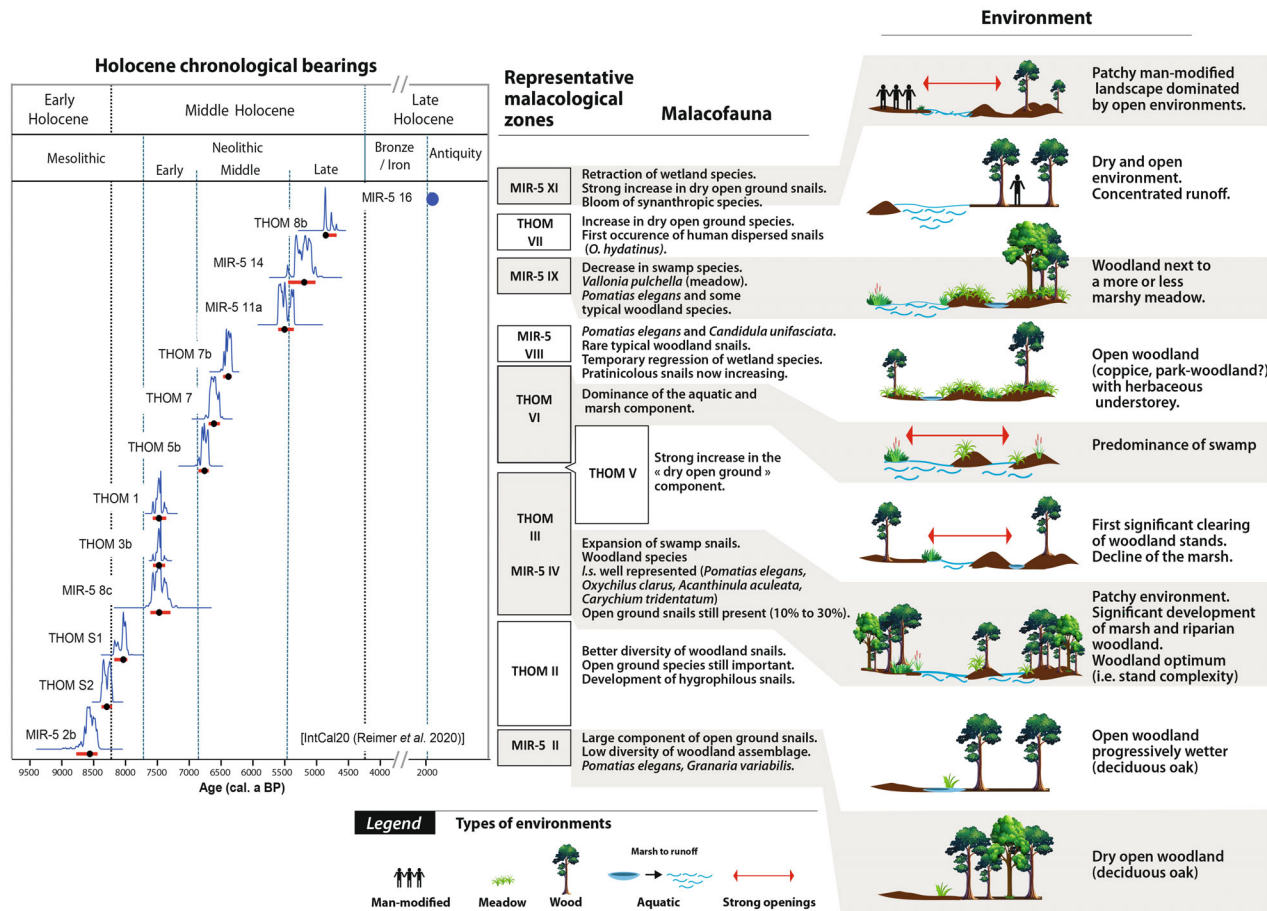 Holocene chronological bearings
Early
Holocene
Middle Holocene
Late
Holocene
Mesolithic
Neolithic
Early
Middle
Late
Bronze
/ Iron
Antiquity
MIR-5 16
THOM 8b
MIR-5 14
MIR-5 11a
THOM 7b
THOM 7
THOM 5b
THOM 1
THOM 3b
MIR-5 8c
THOM S1
THOM S2
MIR-5 2b
[IntCal20 (Reimer et al. 2020)]
9500 9000 8500 8000 7500 7000 6500 6000 5500 5000 4500 4000 2000
Age (cal. a BP)
Representative
malacological
zones
Malacofauna
MIR-5 XI
Retraction of wetland species.
Strong increase in dry open ground snails.
Bloom of synanthropic species.
THOM
VII
Increase in dry open ground species.
First occurence of human dispersed snails
(O. hydatinus).
MIR-5 IX
Decrease in swamp species.
Vallonia pulchella (meadow).
Pomatias elegans and some
typical woodland species.
MIR-5
VIII
Pomatias elegans and Candidula unifasciata.
Rare typical woodland snails.
Temporary regression of wetland species.
Pratinicolous snails now increasing.
THOM
VI
Dominance of the aquatic and
marsh component.
THOM V
Strong increase in the
« dry open ground »
component.
THOM
III
MIR-5 IV
Expansion of swamp snails.
Woodland species
l.s. well represented (Pomatias elegans,
Oxychilus clarus, Acanthinula aculeata,
Carychium tridentatum)
Open ground snails still present (10% to 30%).
THOM II
Better diversity of woodland snails.
Open ground species still important.
Development of hygrophilous snails.
MIR-5 II
Large component of open ground snails.
Low diversity of woodland assemblage.
Pomatias elegans, Granaria variabilis.
Environment
Patchy man-modified
landscape dominated
by open environments.
Dry and open
environment.
Concentrated runoff.
Woodland next to
a more or less
marshy meadow.
Open woodland
(coppice, park-woodland?)
with herbaceous
understorey.
Predominance of swamp
First significant clearing
of woodland stands.
Decline of the marsh.
Patchy environment.
Significant development
of marsh and riparian
woodland.
Woodland optimum
(i.e. stand complexity)
Open woodland
progressively wetter
(deciduous oak)
Dry open woodland
(deciduous oak)
Legend
Types of environments
Man-modified
Meadow
Wood
Marsh to runoff
Aquatic
Strong openings